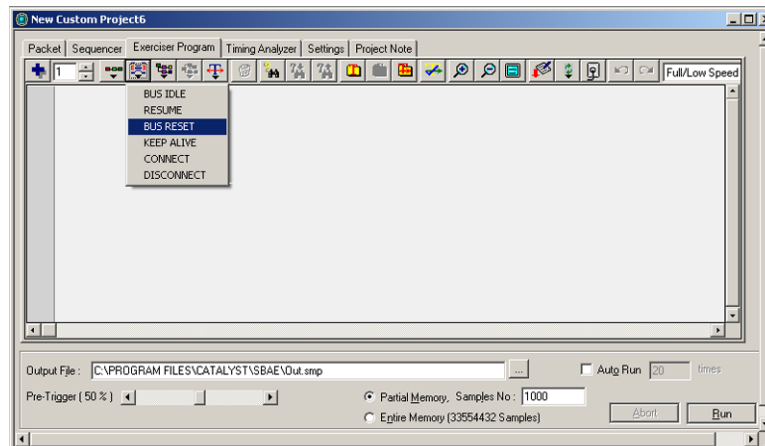 New Custom Project6
Packet Sequencer Exerciser Program Timing Analyzer Settings Project Note
1 Full/Low Speed
BUS IDLE
RESUME
BUS RESET
KEEP ALIVE
CONNECT
DISCONNECT
Output File : C:\PROGRAM FILES\CATALYST\SBAE\Out.smp ... Auto Run 20 times
Pre-Trigger ( 50 % ) Partial Memory, Samples No : 1000
Entire Memory (33554432 Samples) Abort Run